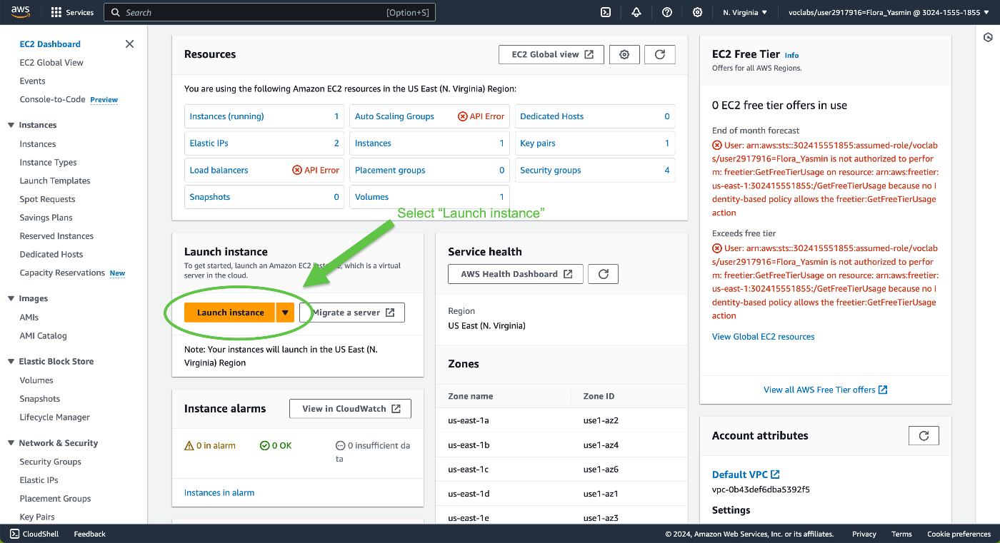 aws
Services
Search [Option+S]
N. Virginia
voclabs/user2917916=Flora_Yasmin @ 3024-1555-1855
EC2 Dashboard
EC2 Global View
Events
Console-to-Code Preview
Instances
Instances
Instance Types
Launch Templates
Spot Requests
Savings Plans
Reserved Instances
Dedicated Hosts
Capacity Reservations New
Images
AMIs
AMI Catalog
Elastic Block Store
Volumes
Snapshots
Lifecycle Manager
Network & Security
Security Groups
Elastic IPs
Placement Groups
Key Pairs
Resources
EC2 Global view
You are using the following Amazon EC2 resources in the US East (N. Virginia) Region:
Instances (running) 1
Auto Scaling Groups API Error
Dedicated Hosts 0
Elastic IPs 2
Instances 1
Key pairs 1
Load balancers API Error
Placement groups 0
Security groups 4
Snapshots 0
Volumes 1
Select “Launch instance”
Launch instance
To get started, launch an Amazon EC2 which is a virtual
server in the cloud.
Launch instance
Migrate a server
Note: Your instances will launch in the US East (N.
Virginia) Region
Instance alarms
View in CloudWatch
0 in alarm
0 OK
0 insufficient da
ta
Instances in alarm
Service health
AWS Health Dashboard
Region
US East (N. Virginia)
Zones
Zone name Zone ID
us-east-1a use1-az2
us-east-1b use1-az4
us-east-1c use1-az6
us-east-1d use1-az1
us-east-1e use1-az3
EC2 Free Tier Info
Offers for all AWS Regions.
0 EC2 free tier offers in use
End of month forecast
User: arn:aws:sts::302415551855:assumed-role/voclab
s/user2917916=Flora_Yasmin is not authorized to perfor
m: freetier:GetFreeTierUsage on resource: arn:aws:freetier:
us-east-1:302415551855:/GetFreeTierUsage because no i
dentity-based policy allows the freetier:GetFreeTierUsage
action
Exceeds free tier
User: arn:aws:sts::302415551855:assumed-role/voclab
s/user2917916=Flora_Yasmin is not authorized to perfor
m: freetier:GetFreeTierUsage on resource: arn:aws:freetier:
us-east-1:302415551855:/GetFreeTierUsage because no i
dentity-based policy allows the freetier:GetFreeTierUsage
action
View Global EC2 resources
View all AWS Free Tier offers
Account attributes
Default VPC
vpc-0b43def6dba5392f5
Settings
CloudShell
Feedback
© 2024, Amazon Web Services, Inc. or its affiliates.
Privacy
Terms
Cookie preferences